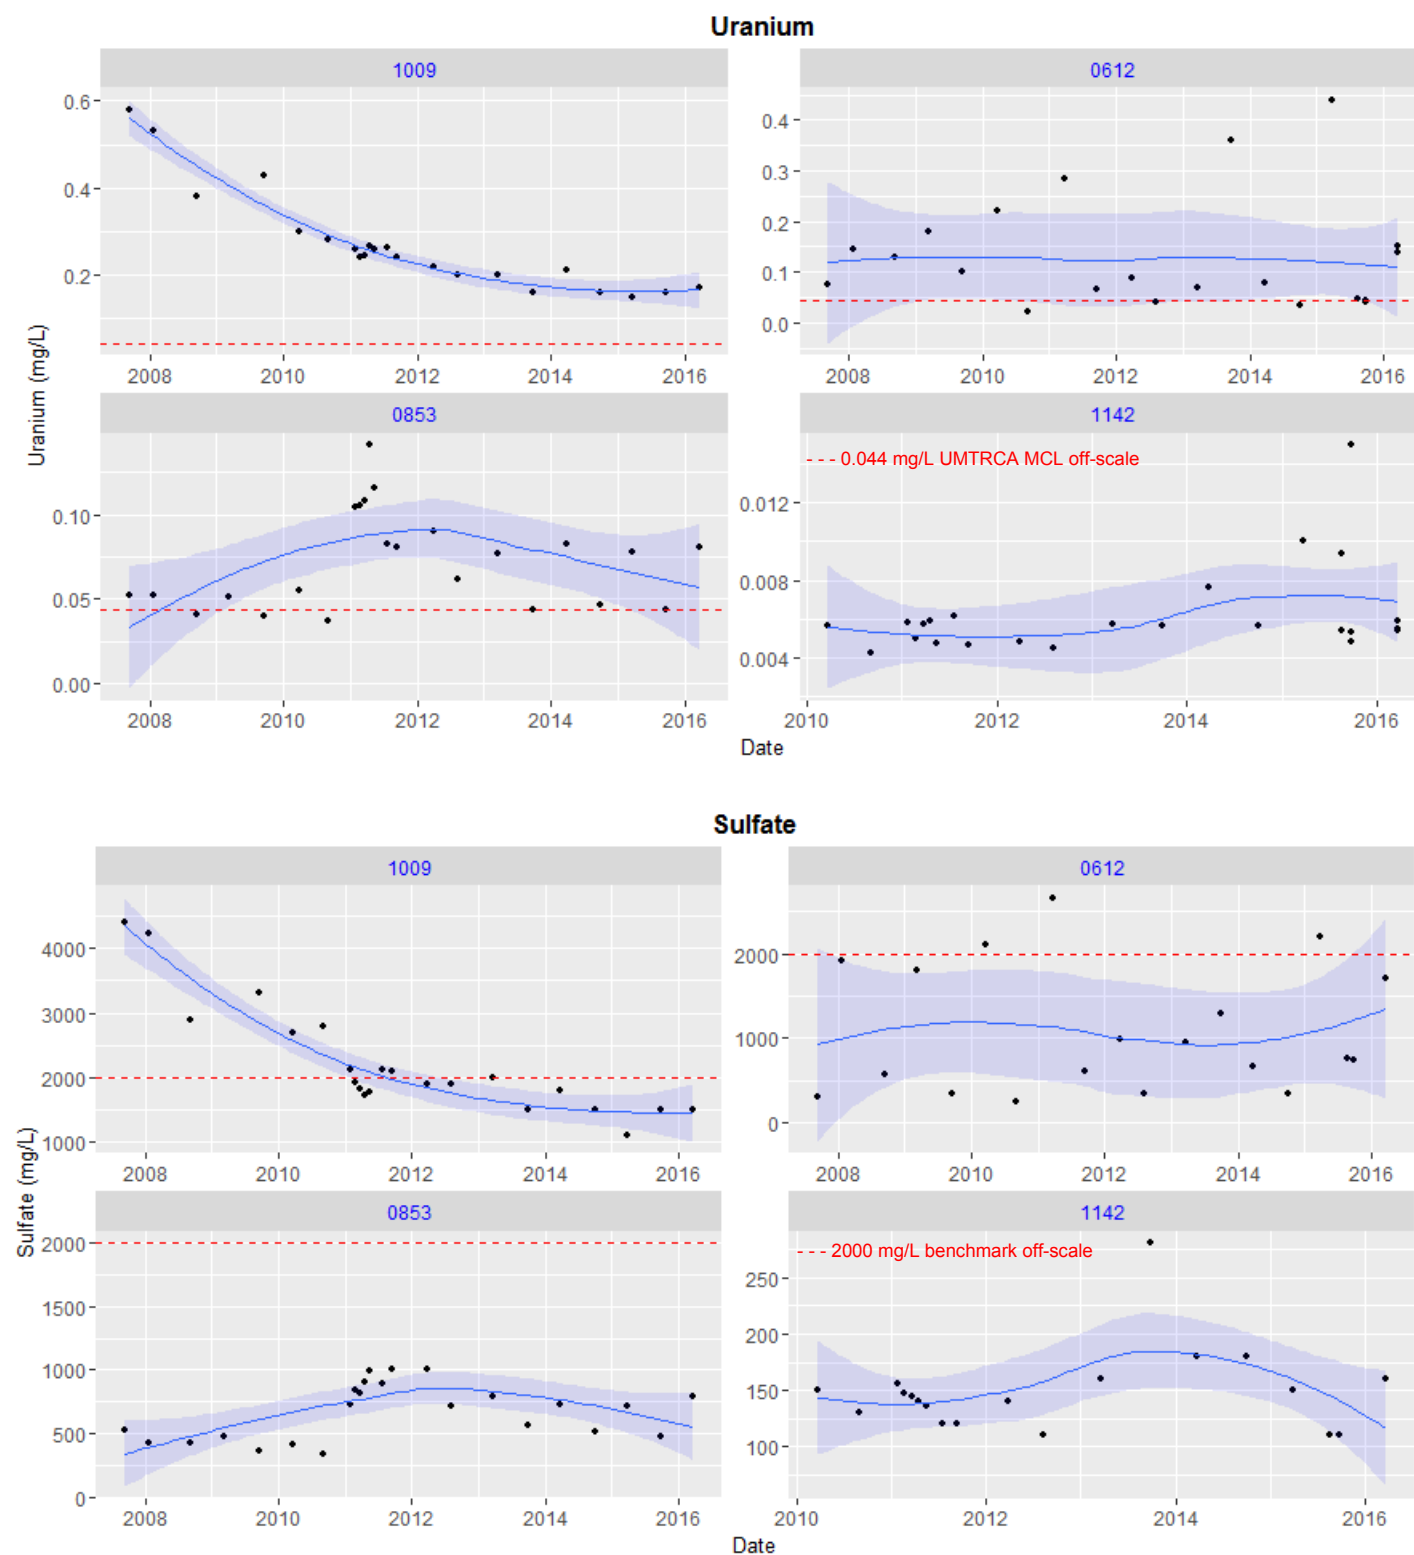 Uranium
1009
0612
0.6
0.4
0.2
0.4
0.3
0.2
0.1
0.0
2008 2010 2012 2014 2016
2008 2010 2012 2014 2016
Uranium (mg/L)
0853
1142
0.10
0.05
0.00
0.044 mg/L UMTRCA MCL off-scale
0.012
0.008
0.004
2008 2010 2012 2014 2016
2010 2012 2014 2016
Date
Sulfate
1009
0612
4000
3000
2000
1000
2000
1000
0
2008 2010 2012 2014 2016
2008 2010 2012 2014 2016
Sulfate (mg/L)
0853
1142
2000
1500
1000
500
0
2000 mg/L benchmark off-scale
250
200
150
100
2008 2010 2012 2014 2016
2010 2012 2014 2016
Date